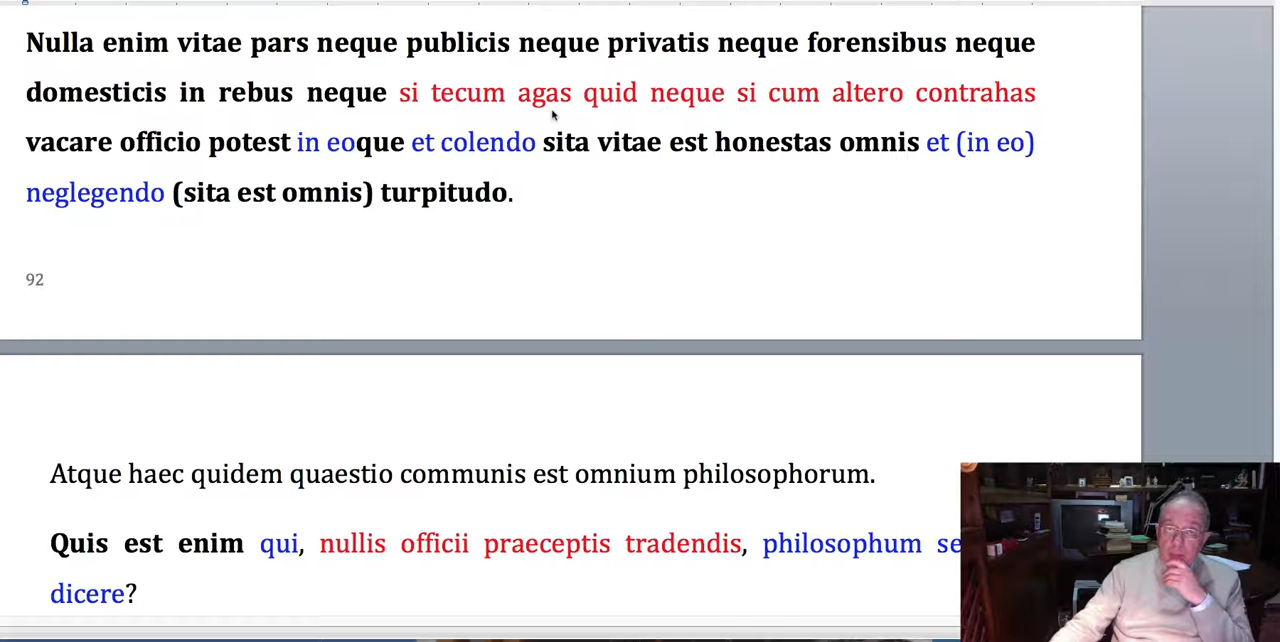 Nulla enim vitae pars neque publicis neque privatis neque forensibus neque
domesticis in rebus neque si tecum agas quid neque si cum altero contrahas
vacare officio potest in eoque et colendo sita vitae est honestas omnis et (in eo)
neglegendo (sita est omnis) turpitudo.
92
Atque haec quidem quaestio communis est omnium philosophorum.
Quis est enim qui, nullis officii praeceptis tradendis, philosophum se
dicere?